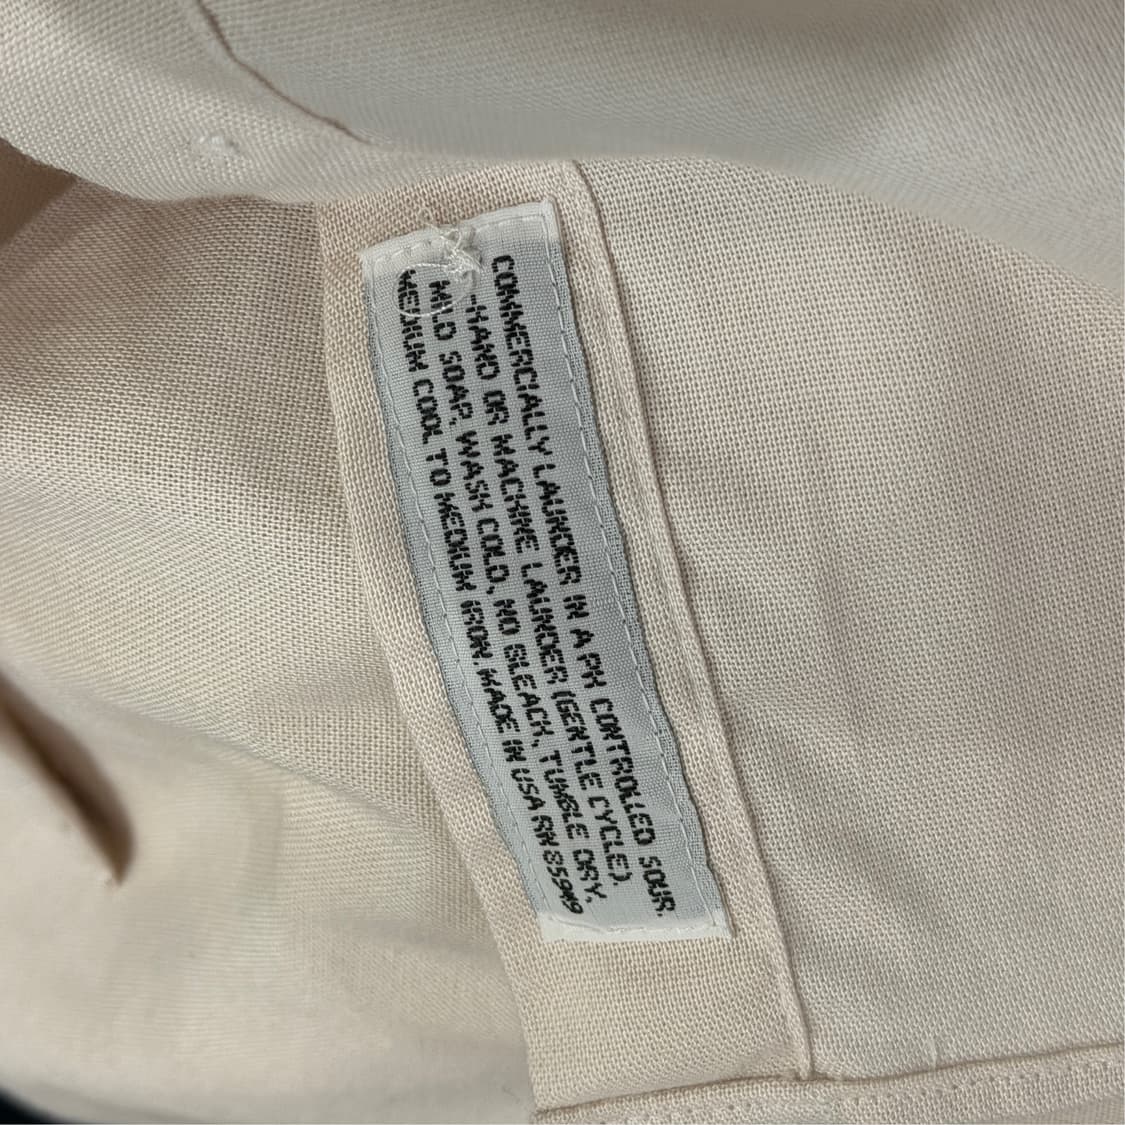 COMMERCIALLY LAUNDER IN A PH CONTROLLED SOUR.
-HAND OR MACHINE LAUNDER (GENTLE CYCLE).
MILD SOAP, WASH COLD, NO BLEACH, TUMBLE DRY,
MEDIUM COOL TO MEDIUM IRON. MADE IN USA RN